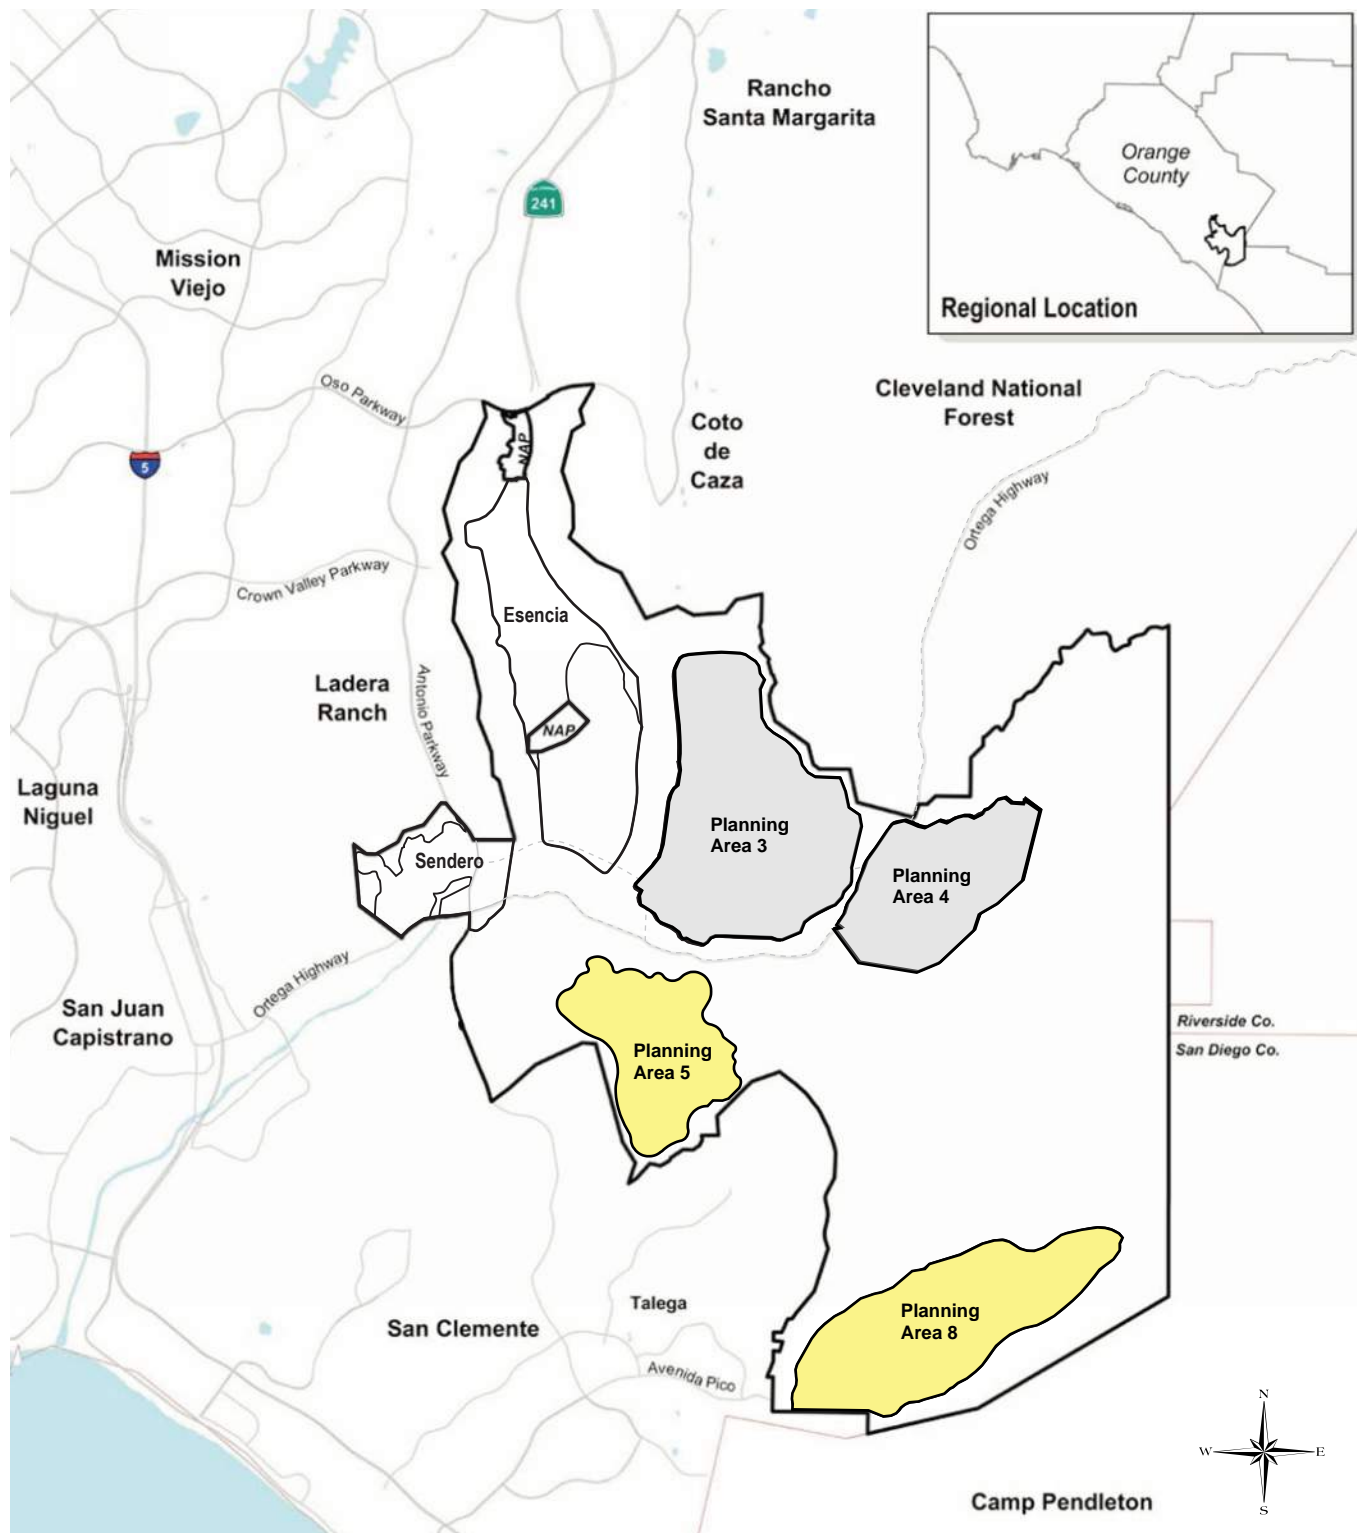 Rancho
Santa Margarita
Orange
County
Regional Location
241
Mission
Viejo
Oso Parkway
Cleveland National
Forest
Coto
de
Caza
NAP
5
Ortega Highway
Crown Valley Parkway
Esencia
Ladera
Ranch
Antonio Parkway
NAP
Laguna
Niguel
Planning
Area 3
Sendero
Planning
Area 4
Ortega Highway
San Juan
Capistrano
Riverside Co.
San Diego Co.
Planning
Area 5
Talega
San Clemente
Planning
Area 8
Avenida Pico
N
W
E
S
Camp Pendleton